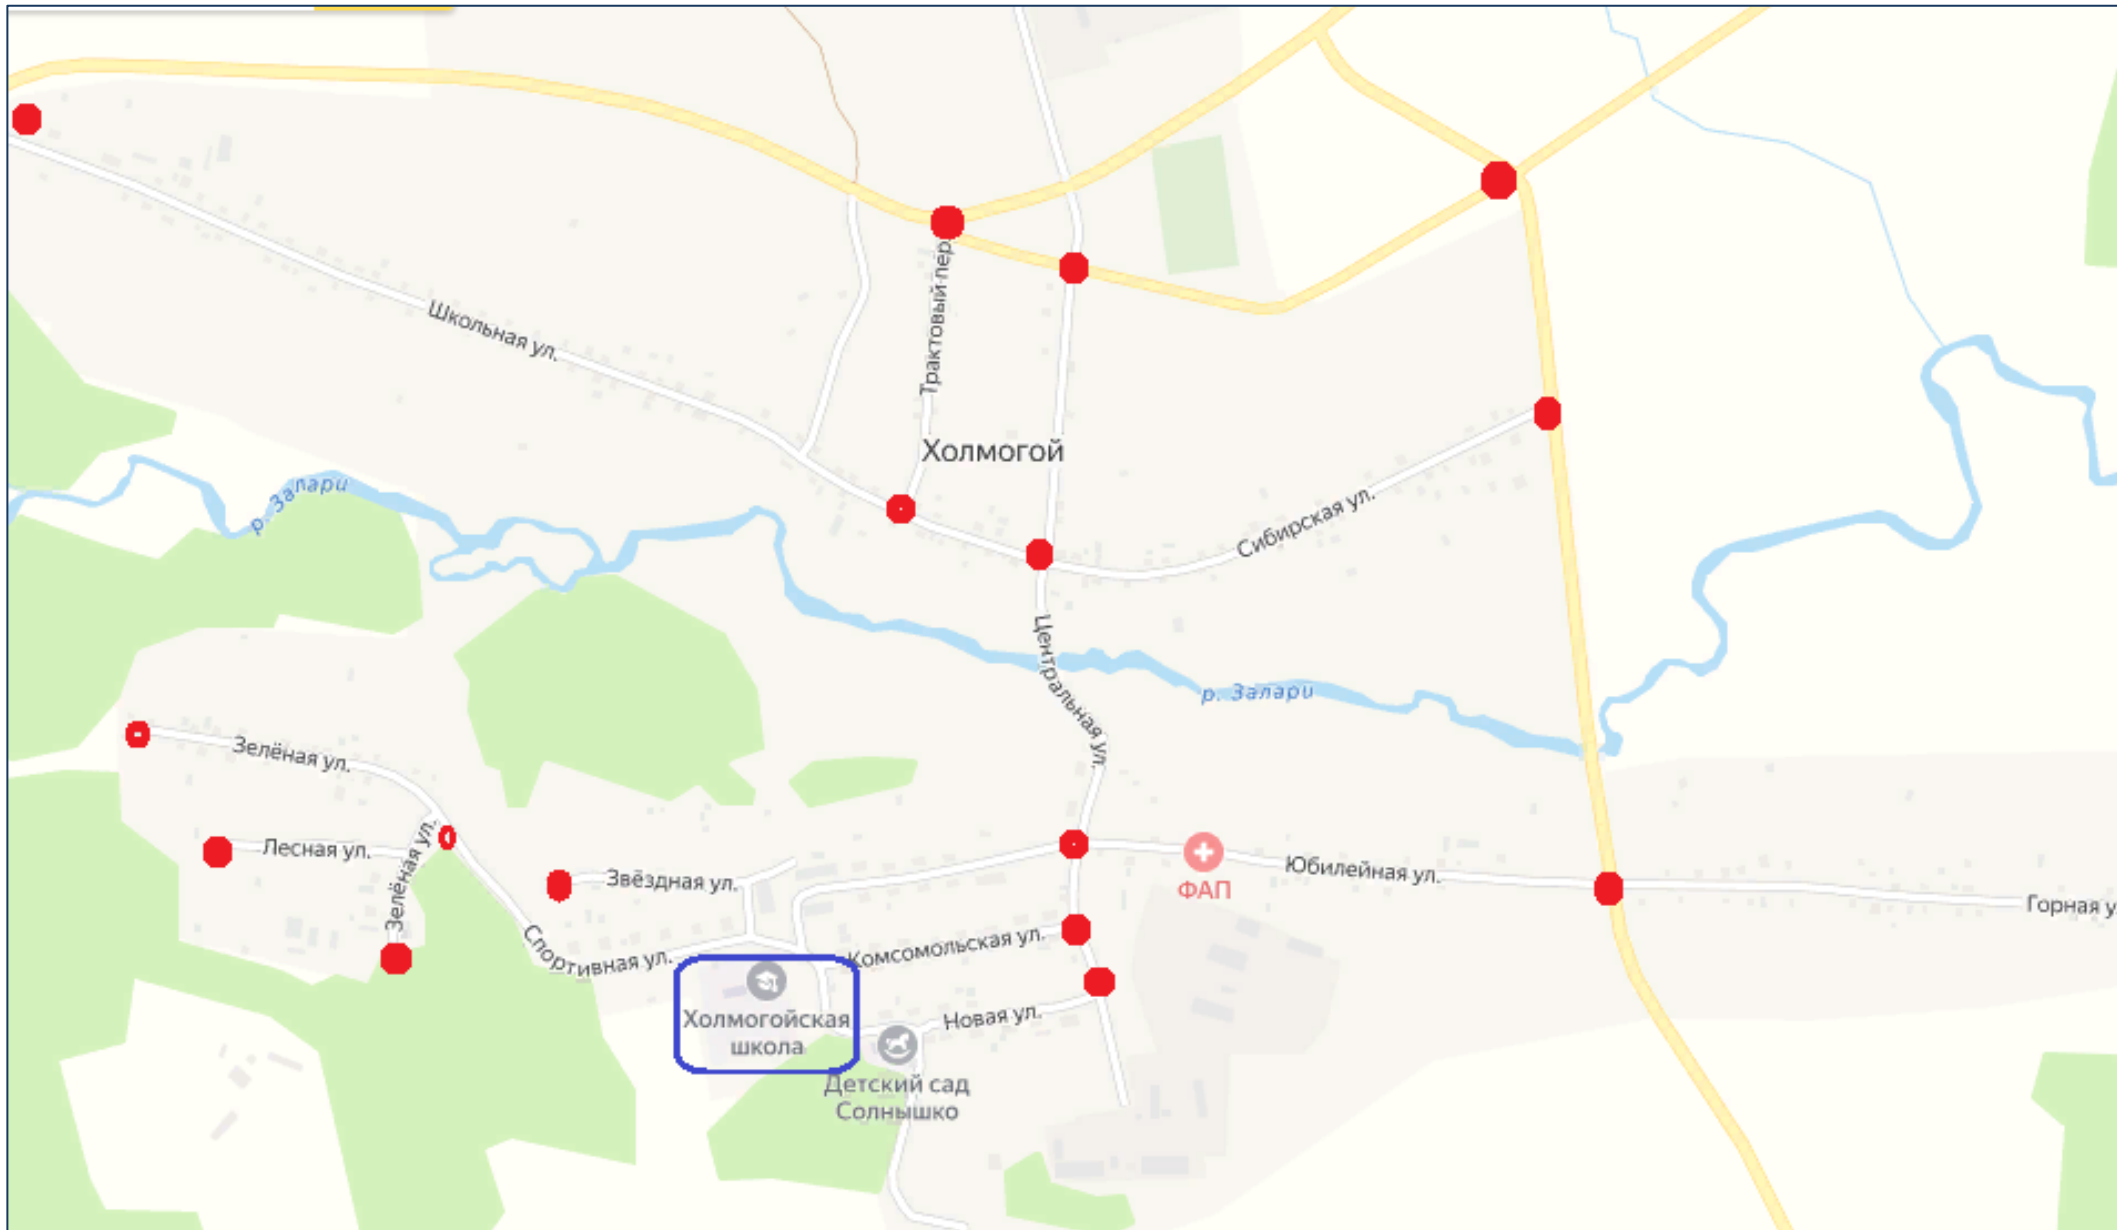 Трактовый пер
Школьная ул.
Холмогой
р. Залари
Сибирская ул.
Центральная ул.
р. Залари
Зелёная ул.
Лесная ул.
Зелёная ул.
Звёздная ул.
ФАП
Юбилейная ул.
Горная у
Спортивная ул.
Комсомольская ул.
Холмогойская
школа
Новая ул.
Детский сад
Солнышко